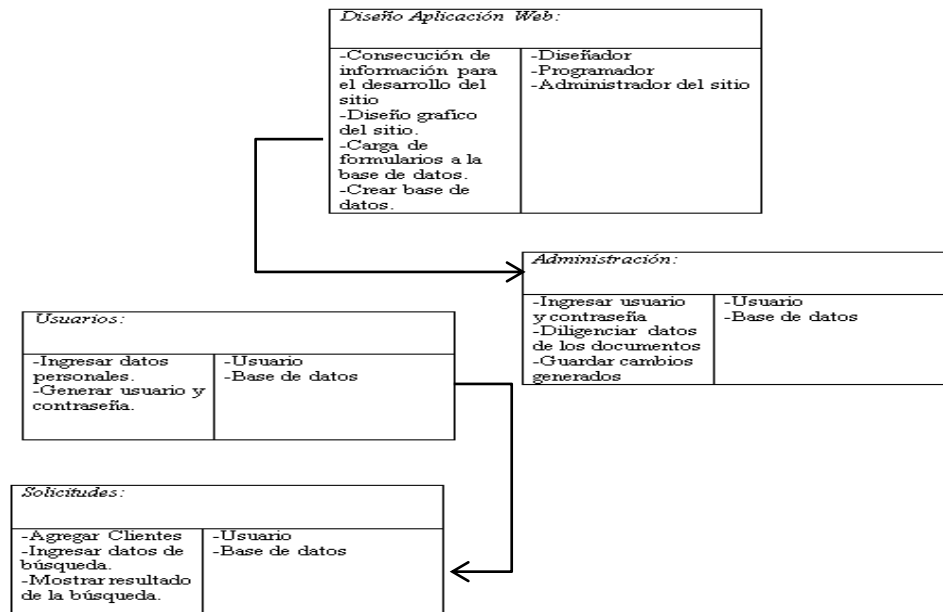 Diseño Aplicación Web:
-Consecución de
información para
el desarrollo del
sitio
-Diseño grafico
del sitio.
-Carga de
formularios a la
base de datos.
-Crear base de
datos.
-Diseñador
-Programador
-Administrador del sitio
Administración:
-Ingresar usuario
y contraseña
-Diligenciar datos
de los documentos
-Guardar cambios
generados
-Usuario
-Base de datos
Usuarios:
-Ingresar datos
personales.
-Generar usuario y
contraseña.
-Usuario
-Base de datos
Solicitudes:
-Agregar Clientes
-Ingresar datos de
búsqueda.
-Mostrar resultado
de la búsqueda.
-Usuario
-Base de datos